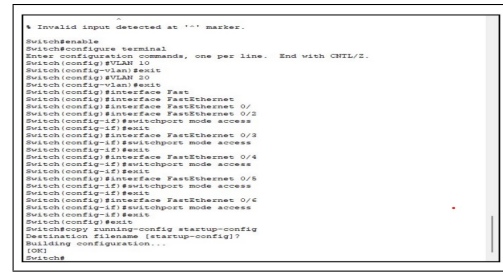 ^
% Invalid input detected at '^' marker.
Switch#enable
Switch#configure terminal
Enter configuration commands, one per line. End with CNTL/Z.
Switch(config)#VLAN 10
Switch(config-vlan)#exit
Switch(config)#VLAN 20
Switch(config-vlan)#exit
Switch(config)#interface Fast
Switch(config)#interface FastEthernet
Switch(config)#interface FastEthernet 0/
Switch(config)#interface FastEthernet 0/2
Switch(config-if)#switchport mode access
Switch(config-if)#exit
Switch(config)#interface FastEthernet 0/3
Switch(config-if)#switchport mode access
Switch(config-if)#exit
Switch(config)#interface FastEthernet 0/4
Switch(config-if)#switchport mode access
Switch(config-if)#exit
Switch(config)#interface FastEthernet 0/5
Switch(config-if)#switchport mode access
Switch(config-if)#exit
Switch(config)#interface FastEthernet 0/6
Switch(config-if)#switchport mode access
Switch(config-if)#exit
Switch(config)#exit
Switch#copy running-config startup-config
Destination filename [startup-config]?
Building configuration...
[OK]
Switch#